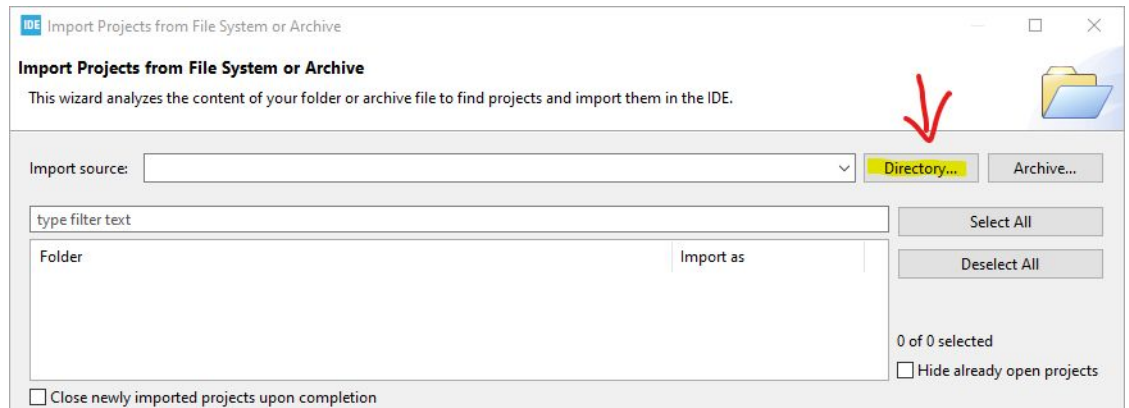 IDE Import Projects from File System or Archive
Import Projects from File System or Archive
This wizard analyzes the content of your folder or archive file to find projects and import them in the IDE.
Import source:
Directory...
Archive...
type filter text
Select All
Folder
Import as
Deselect All
0 of 0 selected
Hide already open projects
Close newly imported projects upon completion